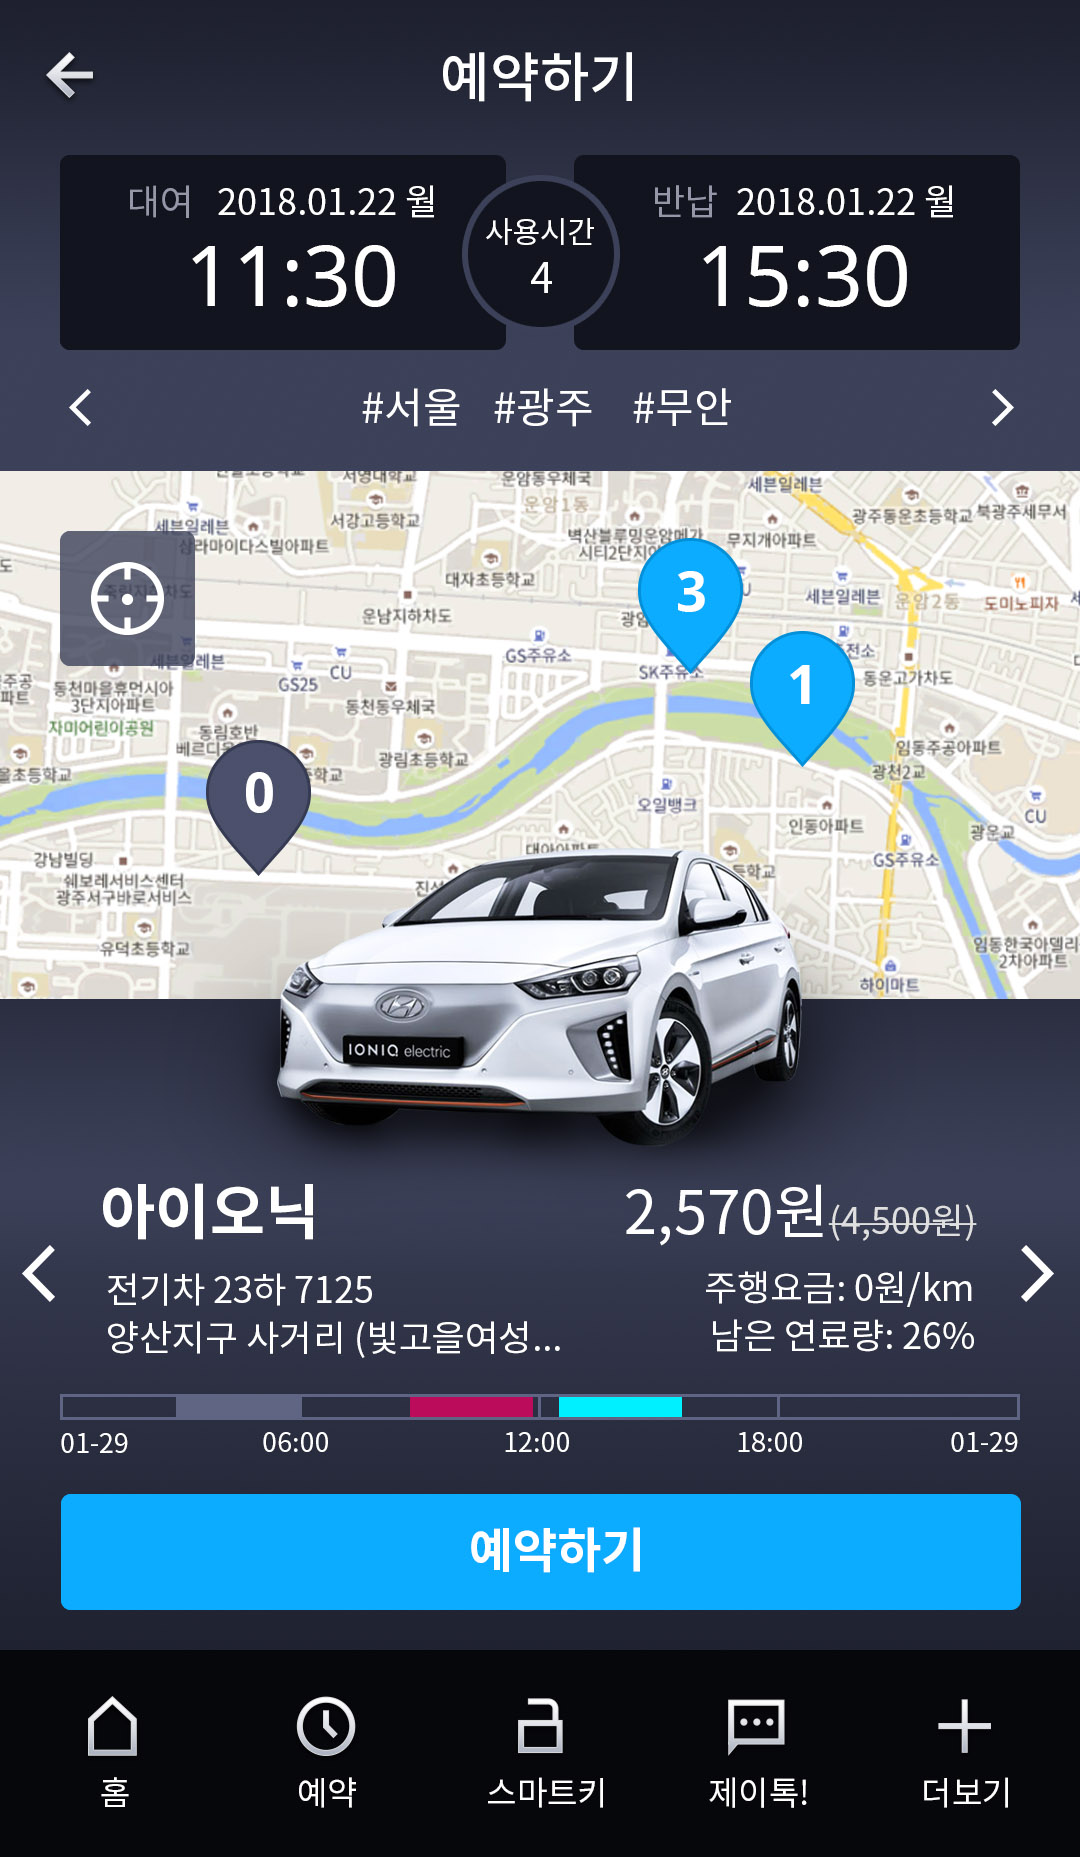 예약하기
대여 2018.01.22 월
11:30
사용시간
4
반납 2018.01.22 월
15:30
#서울 #광주 #무안
서영대학교
운암동우체국
세븐일레븐
운암1동
서강고등학교
광주동운초등학교
북광주세무서
세븐일레븐
삼라마이다스빌아파트
벽산블루밍운암메가
시티2단지
무지개아파트
대자초등학교
세븐일레븐
운암2동
도미노피자
운남지하차도
3
GS주유소
SK주유소
세븐일레븐
CU
GS25
1
동운고가차도
동천마을휴먼시아
3단지아파트
자미어린이공원
동천동우체국
동림호반
베르디움
광림초등학교
임동주공아파트
광천2교
0
오일뱅크
CU
인동아파트
광운교
GS주유소
강남빌딩
쉐보레서비스센터
광주서구바로서비스
유덕초등학교
임동한국아델리
2차아파트
하이마트
IONIQ electric
아이오닉
2,570원(4,500원)
전기차 23하 7125
주행요금: 0원/km
양산지구 사거리 (빛고을여성...
남은 연료량: 26%
01-29 06:00 12:00 18:00 01-29
예약하기
홈 예약 스마트키 제이톡! 더보기